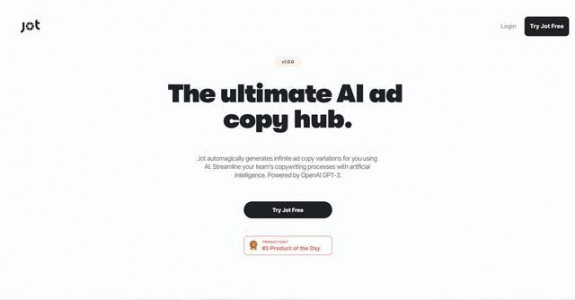 jot
Login
Try Jot Free
v1.0.0
The ultimate AI ad
copy hub.
Jot automagically generates infinite ad copy variations for you using
AI. Streamline your team's copywriting processes with artificial
intelligence. Powered by OpenAI GPT-3.
Try Jot Free
PRODUCT HUNT
#3 Product of the Day